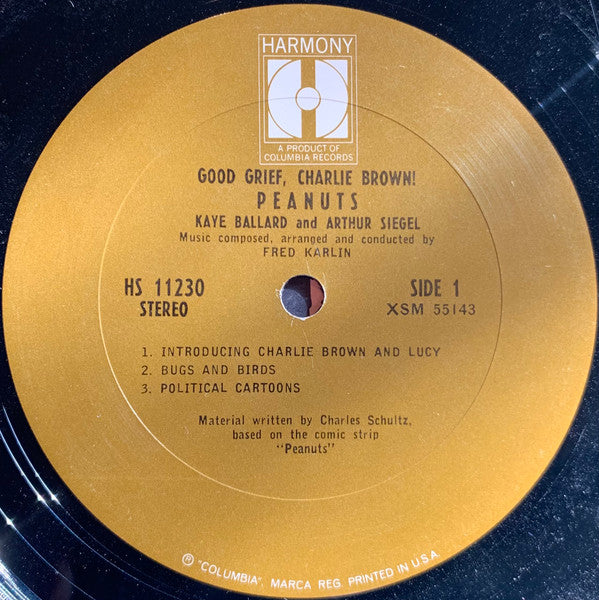 HARMONY
A PRODUCT OF
COLUMBIA RECORDS
GOOD GRIEF, CHARLIE BROWN!
PEANUTS
KAYE BALLARD and ARTHUR SIEGEL
Music composed, arranged and conducted by
FRED KARLIN
HS 11230
STEREO
SIDE 1
XSM 55143
1. INTRODUCING CHARLIE BROWN AND LUCY
2. BUGS AND BIRDS
3. POLITICAL CARTOONS
Material written by Charles Schultz,
based on the comic strip
"Peanuts"
® "COLUMBIA", MARCA REG. PRINTED IN U.S.A.